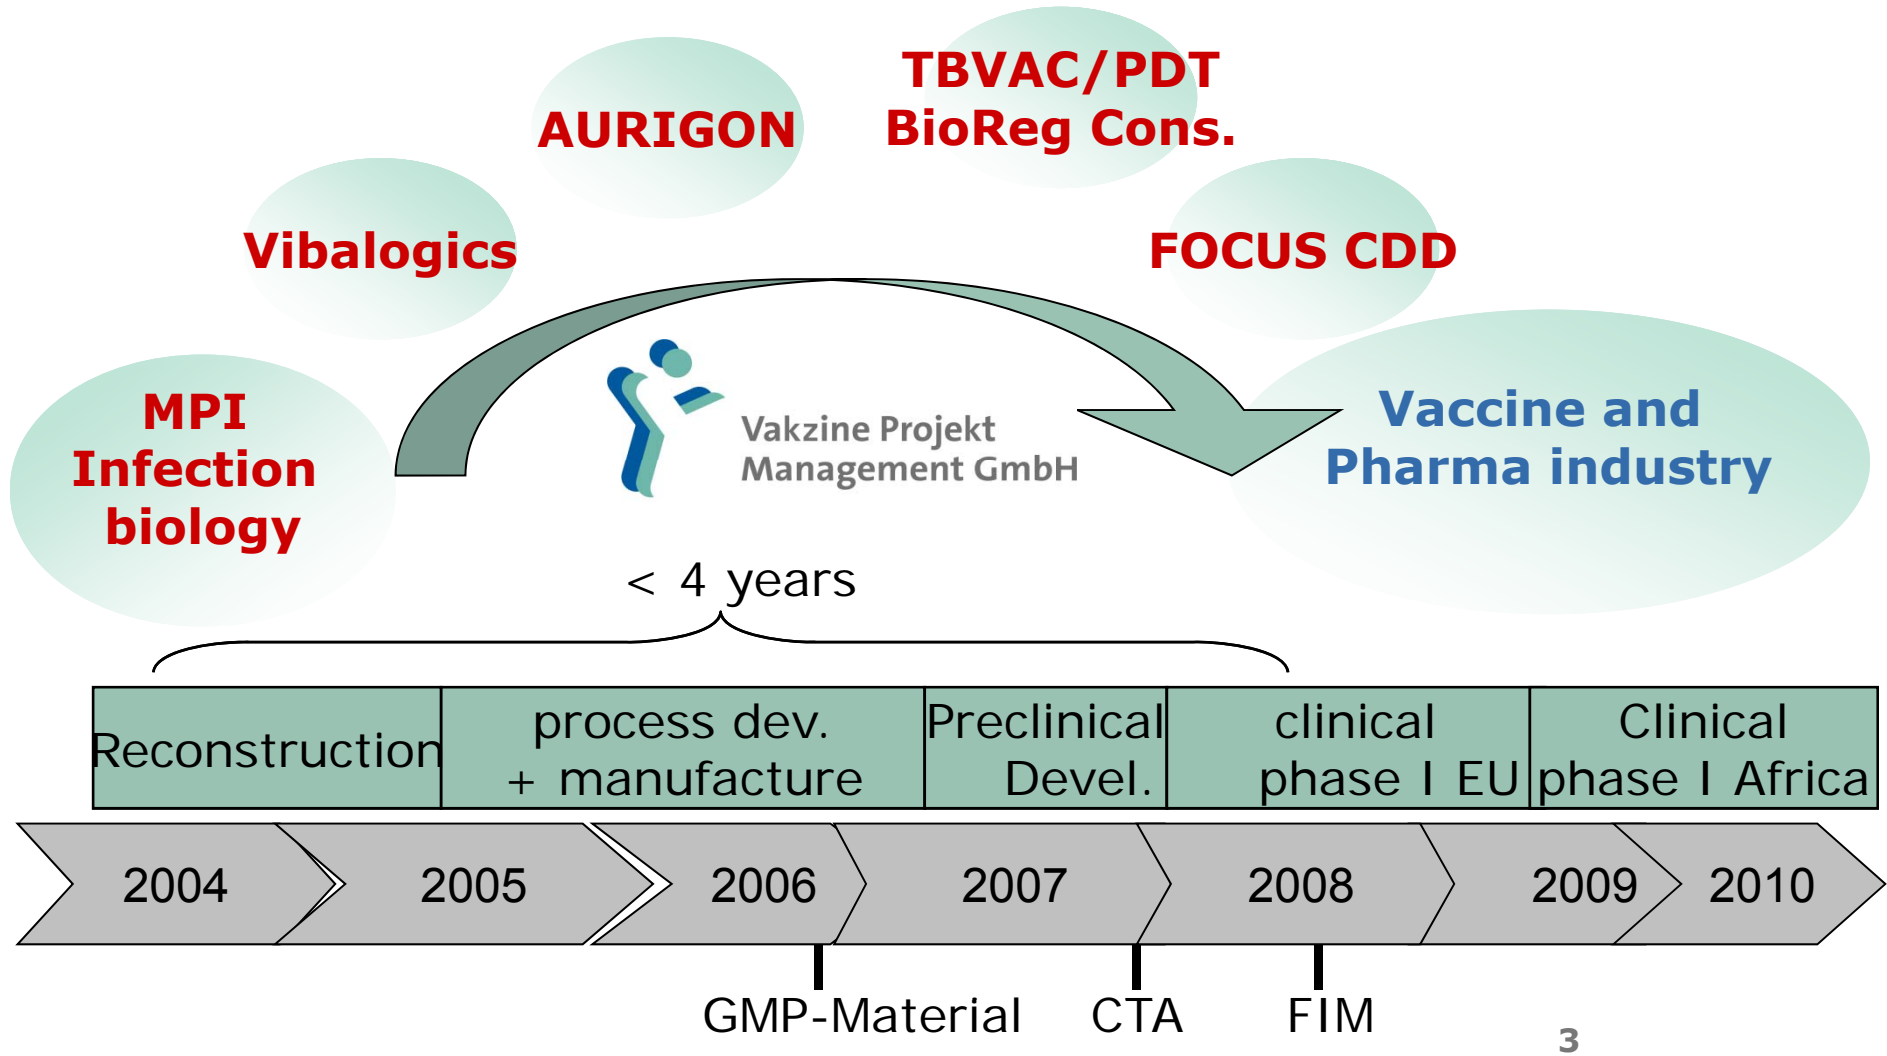 TBVAC/PDT
BioReg Cons.
AURIGON
Vibalogics
FOCUS CDD
MPI
Infection
biology
Vakzine Projekt
Management GmbH
Vaccine and
Pharma industry
< 4 years
Reconstruction
process dev.
+ manufacture
Preclinical
Devel.
clinical
phase I EU
Clinical
phase I Africa
2004
2005
2006
2007
2008
2009
2010
GMP-Material
CTA
FIM
3